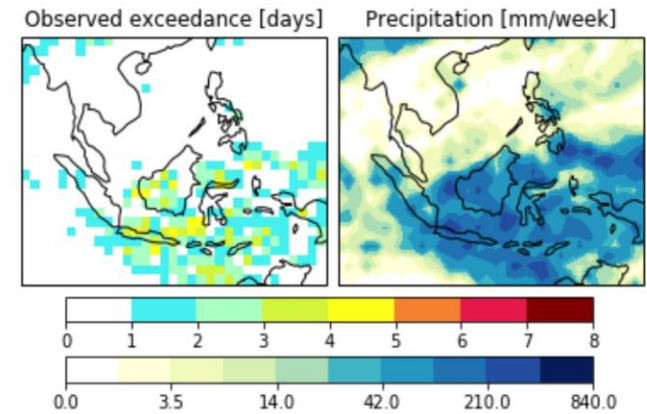 Observed exceedance [days] Precipitation [mm/week]
0 1 2 3 4 5 6 7 8
0.0 3.5 14.0 42.0 210.0 840.0